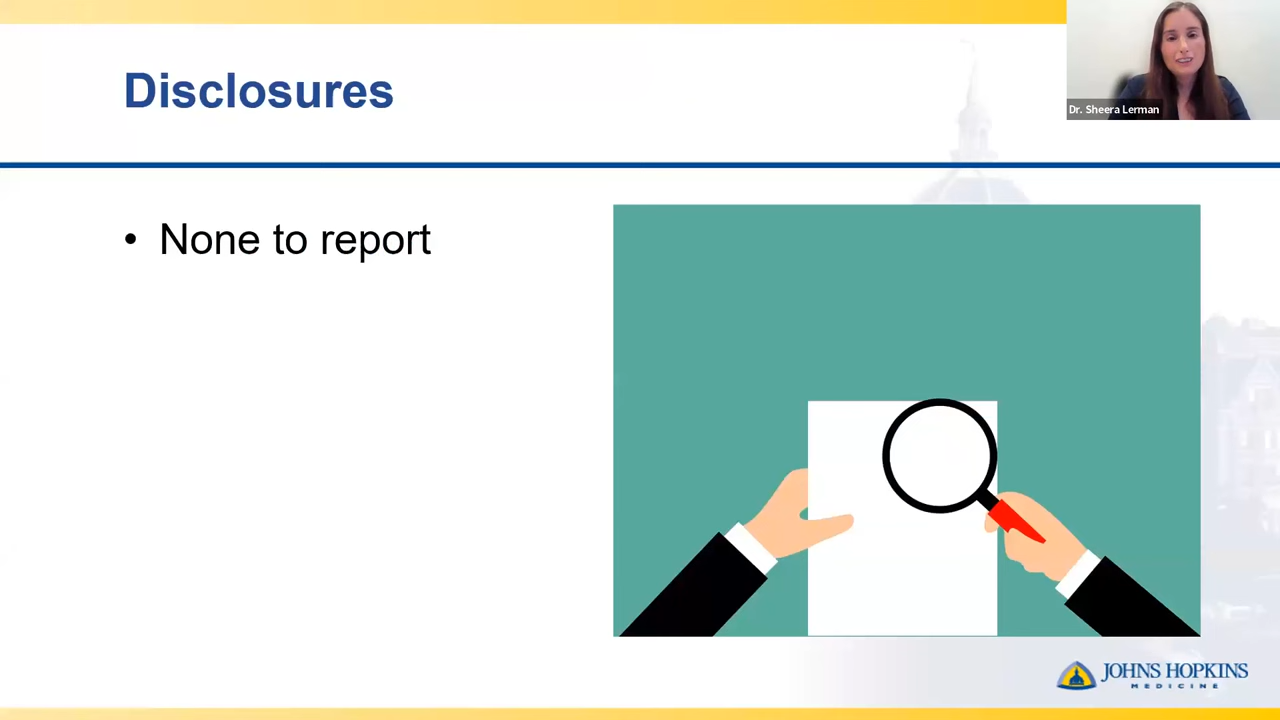 Disclosures
Dr. Sheera Lerman
• None to report
JOHNS HOPKINS
MEDICINE